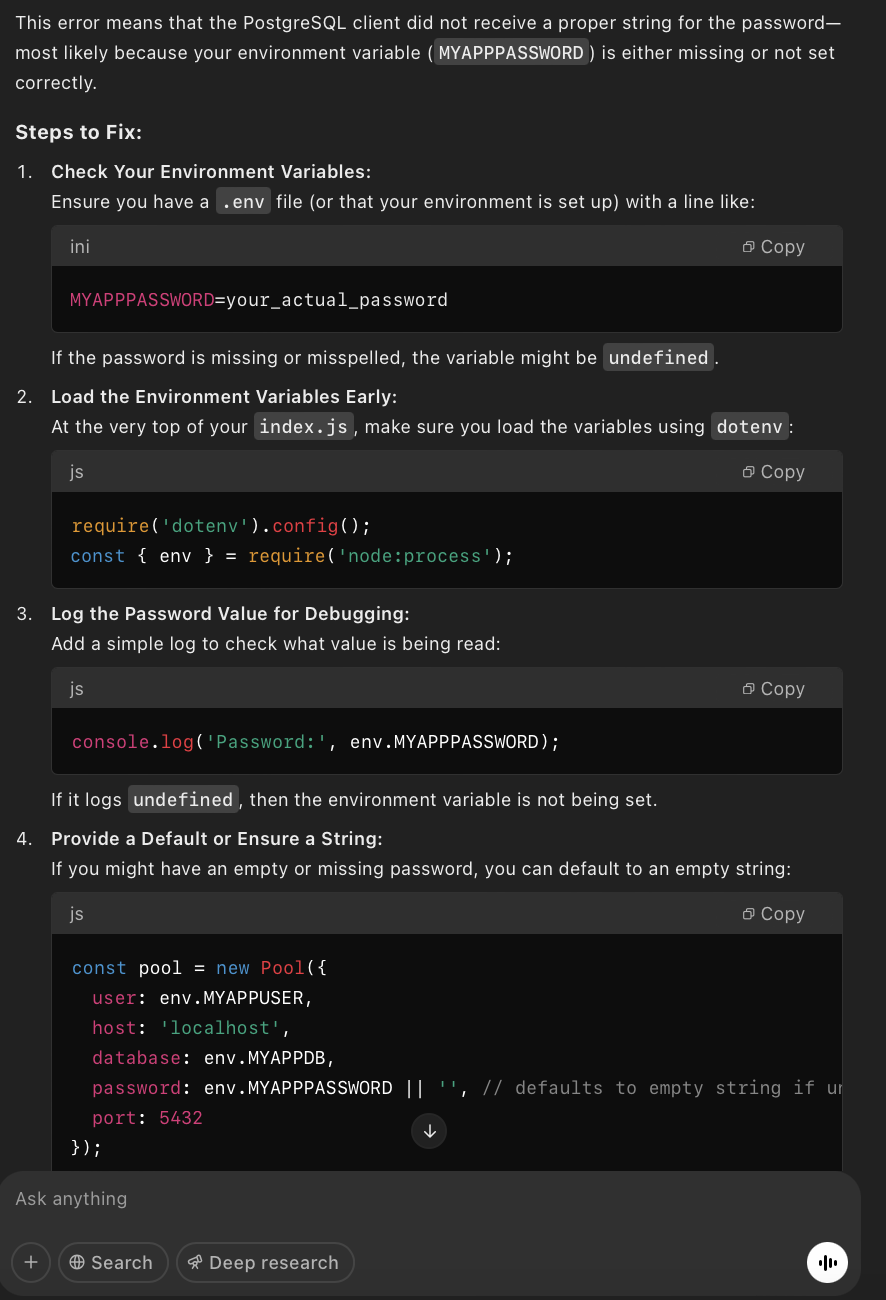 This error means that the PostgreSQL client did not receive a proper string for the password—
most likely because your environment variable (MYAPPPASSWORD) is either missing or not set
correctly.
Steps to Fix:
1. Check Your Environment Variables:
Ensure you have a .env file (or that your environment is set up) with a line like:
ini Copy
MYAPPPASSWORD=your_actual_password
If the password is missing or misspelled, the variable might be undefined.
2. Load the Environment Variables Early:
At the very top of your index.js, make sure you load the variables using dotenv:
js Copy
require('dotenv').config();
const { env } = require('node:process');
3. Log the Password Value for Debugging:
Add a simple log to check what value is being read:
js Copy
console.log('Password:', env.MYAPPPASSWORD);
If it logs undefined, then the environment variable is not being set.
4. Provide a Default or Ensure a String:
If you might have an empty or missing password, you can default to an empty string:
js Copy
const pool = new Pool({
  user: env.MYAPPUSER,
  host: 'localhost',
  database: env.MYAPPDB,
  password: env.MYAPPPASSWORD || '', // defaults to empty string if
  port: 5432
});
Ask anything
Search Deep research